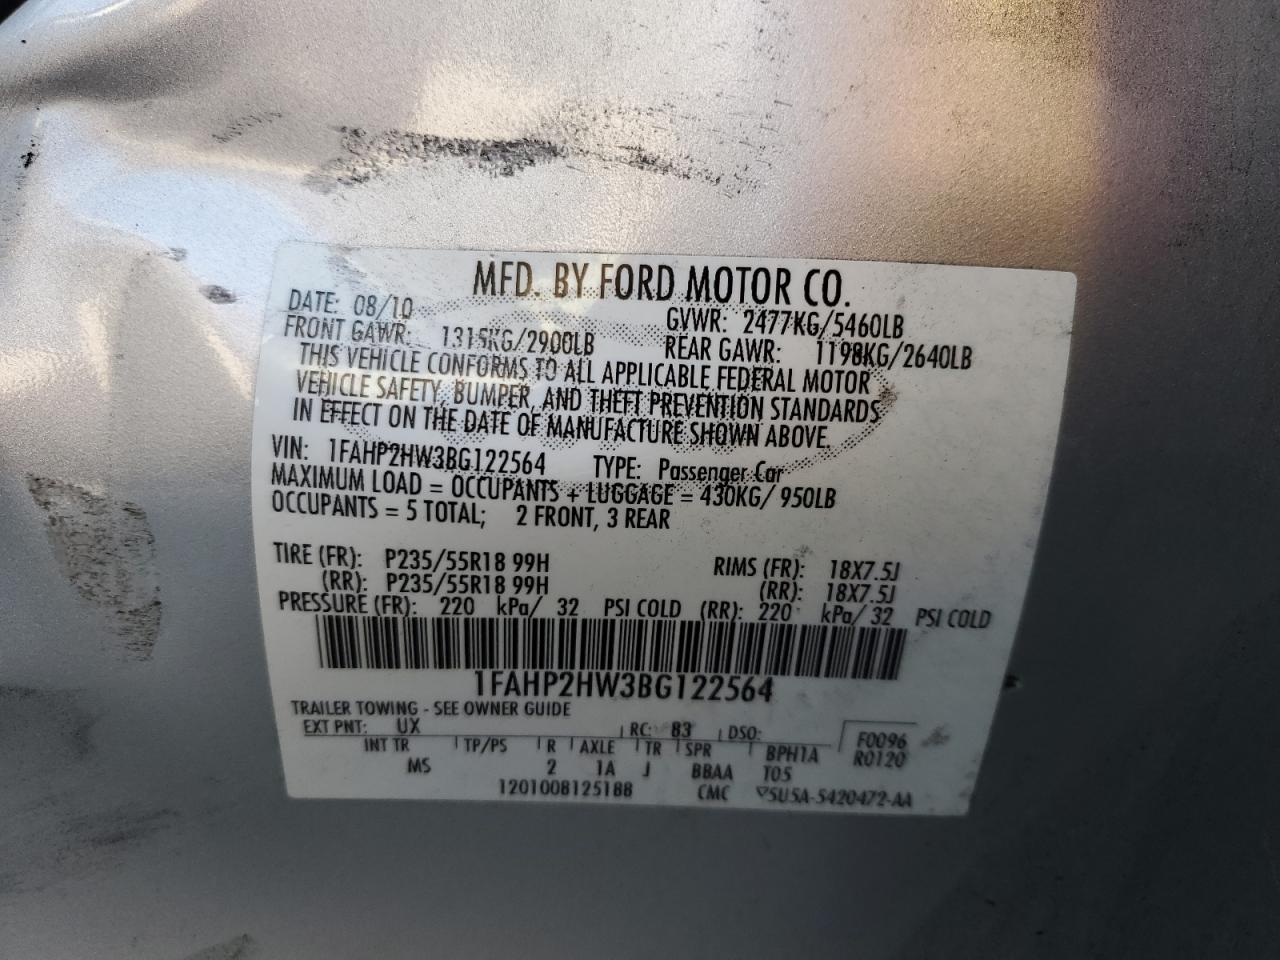 MFD. BY FORD MOTOR CO.
DATE: 08/10 GVWR: 2477KG/5460LB
FRONT GAWR: 1315KG/2900LB REAR GAWR: 1198KG/2640LB
THIS VEHICLE CONFORMS TO ALL APPLICABLE FEDERAL MOTOR
VEHICLE SAFETY, BUMPER, AND THEFT PREVENTION STANDARDS
IN EFFECT ON THE DATE OF MANUFACTURE SHOWN ABOVE.
VIN: 1FAHP2HW3BG122564 TYPE: Passenger Car
MAXIMUM LOAD = OCCUPANTS + LUGGAGE = 430KG/ 950LB
OCCUPANTS = 5 TOTAL; 2 FRONT, 3 REAR
TIRE (FR): P235/55R18 99H RIMS (FR): 18X7.5J
(RR): P235/55R18 99H (RR): 18X7.5J
PRESSURE (FR): 220 kPa/ 32 PSI COLD (RR): 220 kPa/ 32 PSI COLD
1FAHP2HW3BG122564
TRAILER TOWING - SEE OWNER GUIDE
EXT PNT: UX RC: 83 DSO: F0096
INT TR TP/PS R AXLE TR SPR BPH1A R0120
MS 2 1A J BBAA T05
1201008125188 CMC 5U5A-5420472-AA